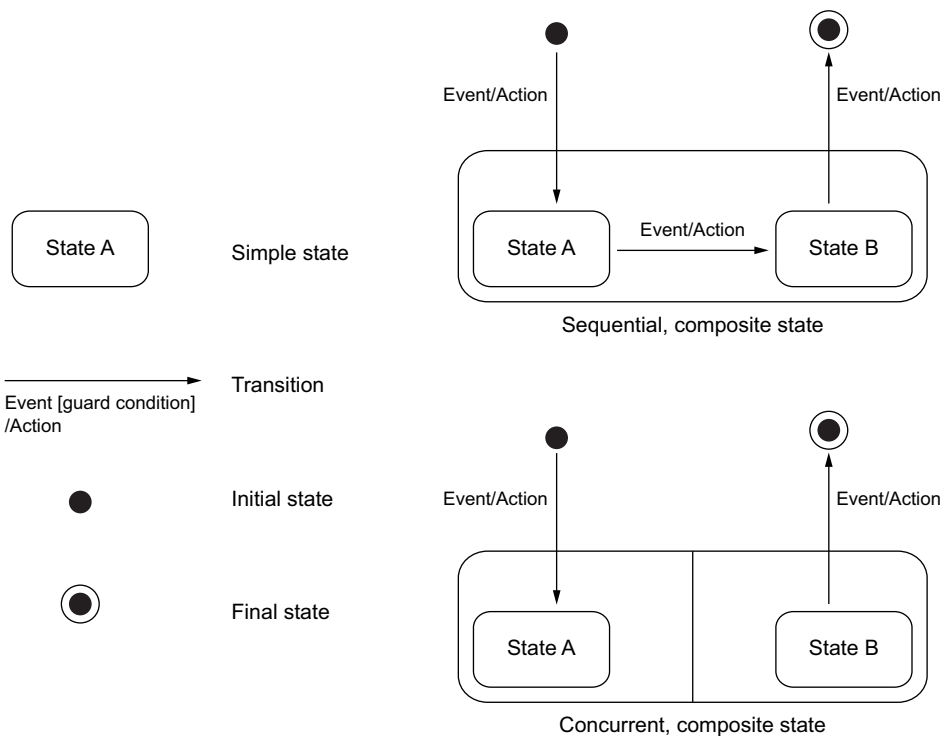 State A
Simple state
Event [guard condition]
/Action
Transition
Initial state
Final state
Event/Action
Event/Action
State A
Event/Action
State B
Sequential, composite state
Event/Action
Event/Action
State A
State B
Concurrent, composite state